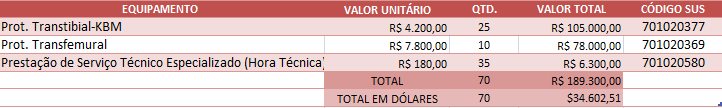 EQUIPAMENTO VALOR UNITÁRIO QTD. VALOR TOTAL CÓDIGO SUS
Prot. Transtibial-KBM R$ 4.200,00 25 R$ 105.000,00 701020377
Prot. Transfemural R$ 7.800,00 10 R$ 78.000,00 701020369
Prestação de Serviço Técnico Especializado (Hora Técnica) R$ 180,00 35 R$ 6.300,00 701020580
TOTAL 70 R$ 189.300,00
TOTAL EM DÓLARES 70 $34.602,51